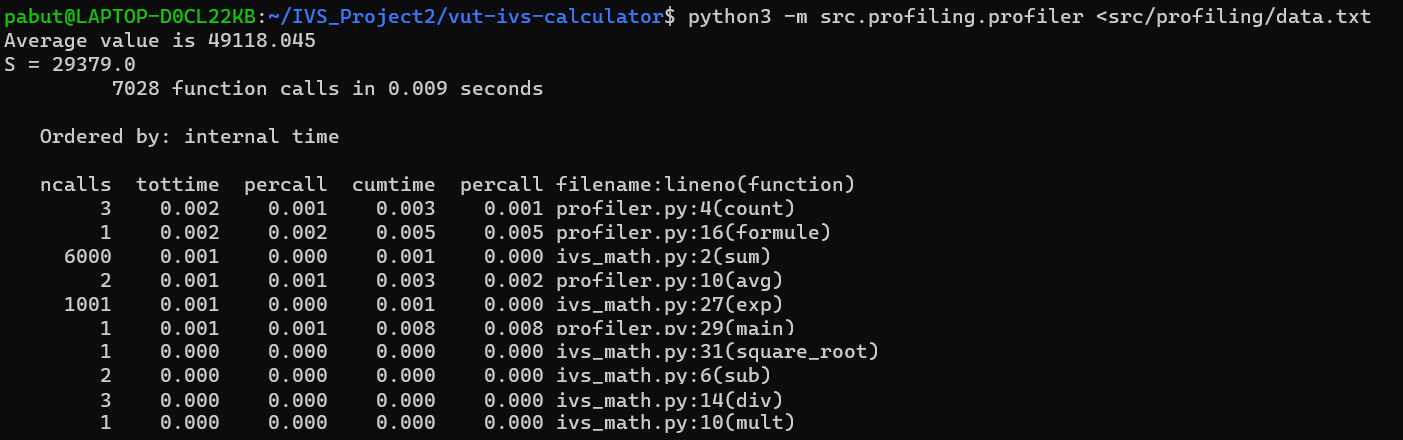 pabut@LAPTOP-D0CL22KB:~/IVS_Project2/vut-ivs-calculator$ python3 -m src.profiling.profiler <src/profiling/data.txt
Average value is 49118.045
S = 29379.0
         7028 function calls in 0.009 seconds

   Ordered by: internal time

   ncalls  tottime  percall  cumtime  percall filename:lineno(function)
        3    0.002    0.001    0.003    0.001 profiler.py:4(count)
        1    0.002    0.002    0.005    0.005 profiler.py:16(formule)
     6000    0.001    0.000    0.001    0.000 ivs_math.py:2(sum)
        2    0.001    0.001    0.003    0.002 profiler.py:10(avg)
     1001    0.001    0.000    0.001    0.000 ivs_math.py:27(exp)
        1    0.001    0.001    0.008    0.008 profiler.py:29(main)
        1    0.000    0.000    0.000    0.000 ivs_math.py:31(square_root)
        2    0.000    0.000    0.000    0.000 ivs_math.py:6(sub)
        3    0.000    0.000    0.000    0.000 ivs_math.py:14(div)
        1    0.000    0.000    0.000    0.000 ivs_math.py:10(mult)